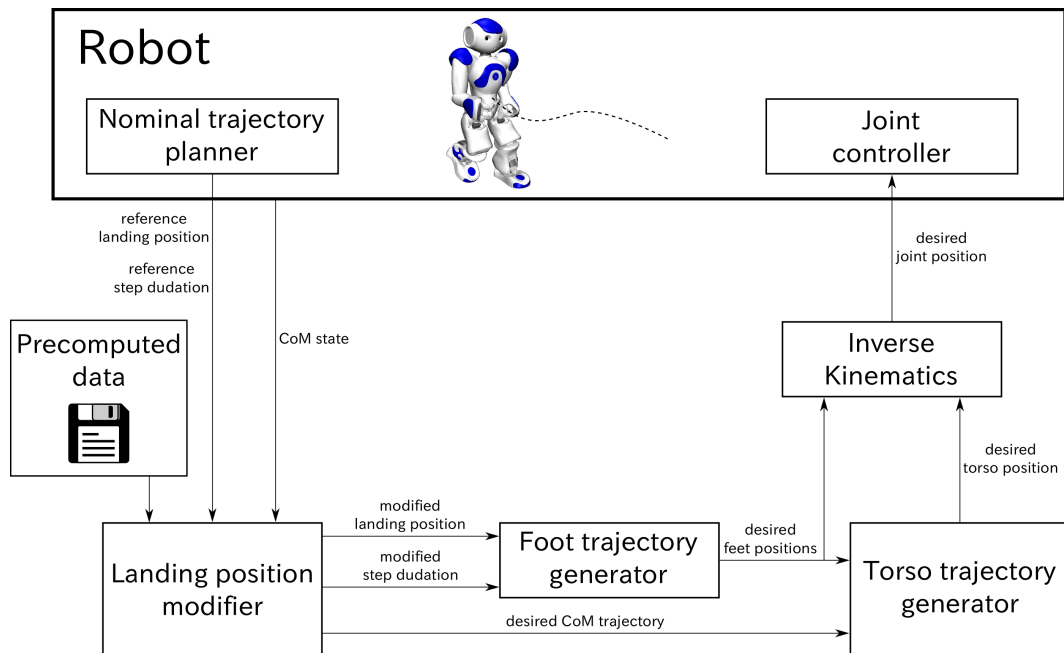 Robot
Nominal trajectory
planner
Joint
controller
reference
landing position
reference
step dudation
CoM state
desired
joint position
Precomputed
data
Inverse
Kinematics
desired
torso position
modified
landing position
modified
step dudation
Foot trajectory
generator
desired
feet positions
Landing position
modifier
desired CoM trajectory
Torso trajectory
generator